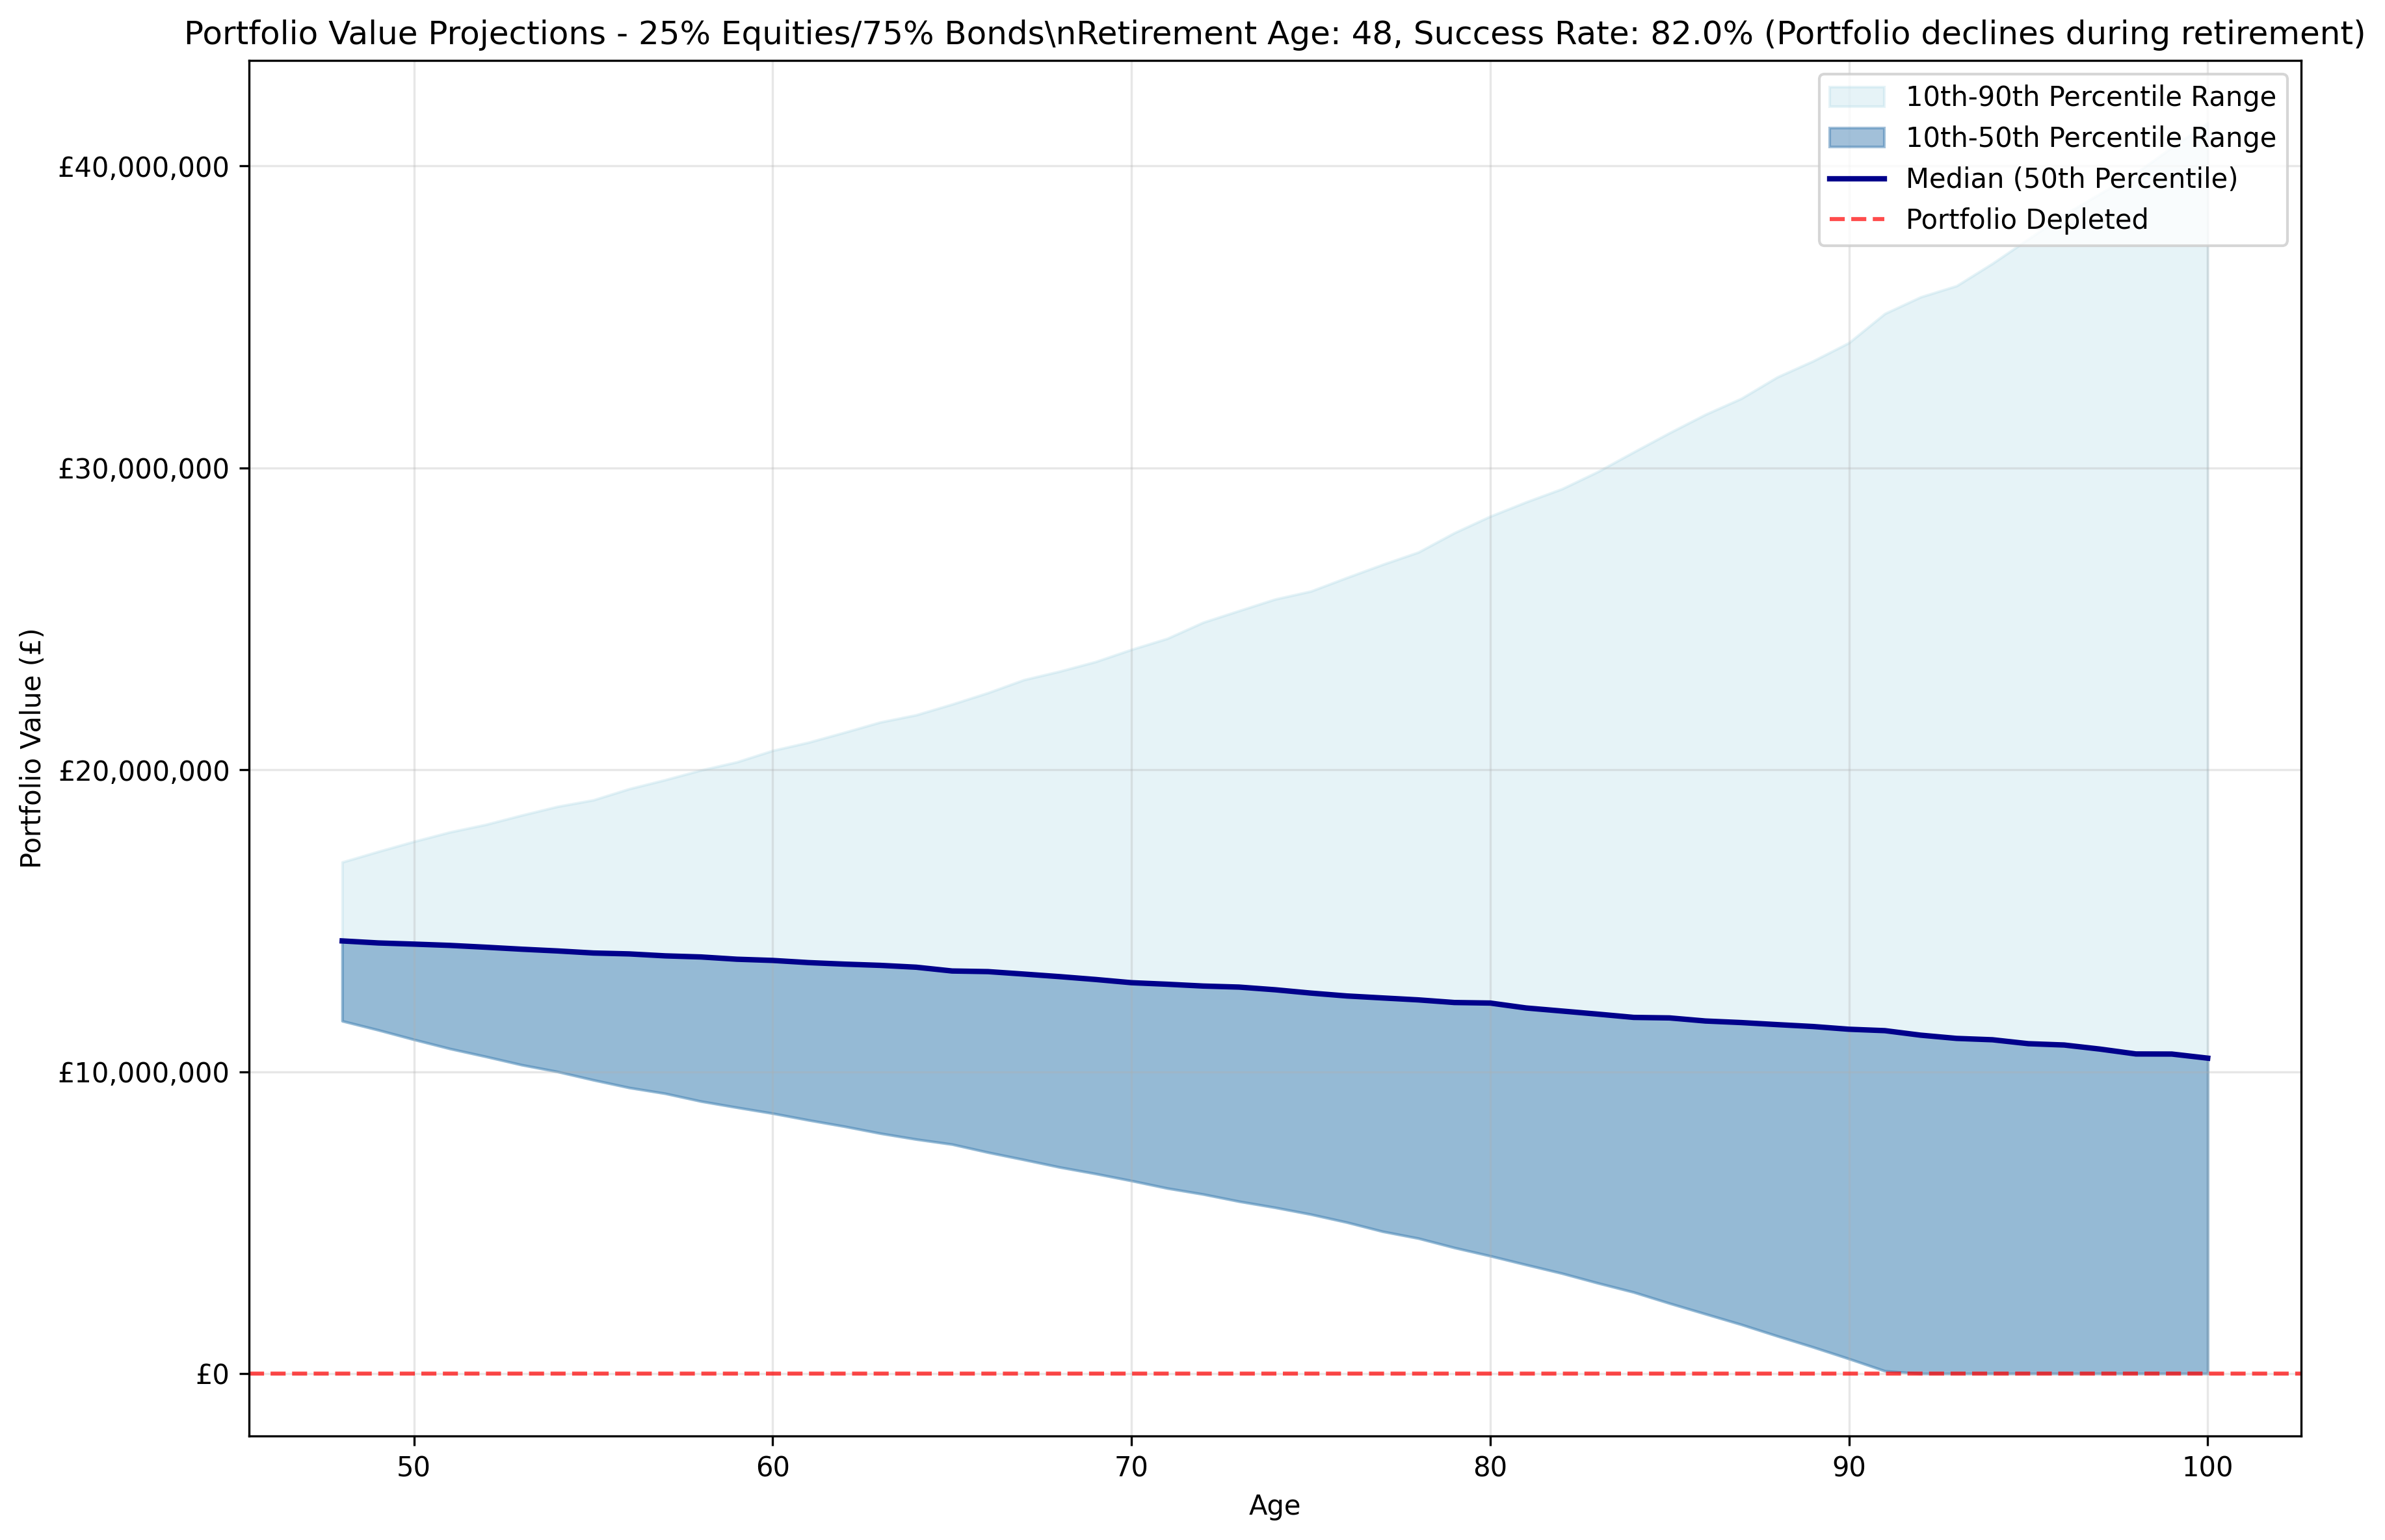 Portfolio Value Projections - 25% Equities/75% Bonds\nRetirement Age: 48, Success Rate: 82.0% (Portfolio declines during retirement)
10th-90th Percentile Range
10th-50th Percentile Range
Median (50th Percentile)
Portfolio Depleted
£40,000,000
£30,000,000
£20,000,000
£10,000,000
£0
Portfolio Value (£)
50
60
70
80
90
100
Age